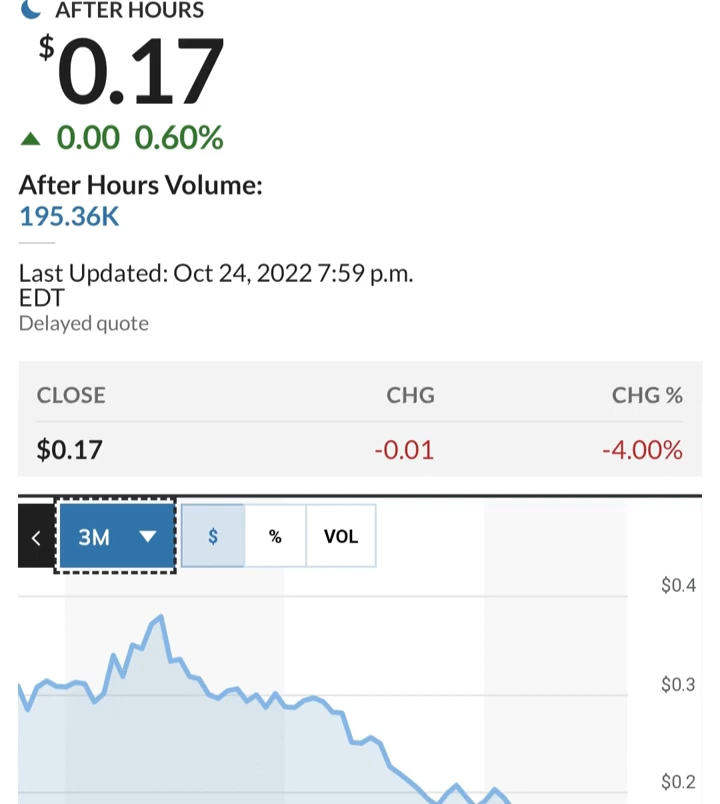 AFTER HOURS
$0.17
0.00 0.60%
After Hours Volume:
195.36K
Last Updated: Oct 24, 2022 7:59 p.m.
EDT
Delayed quote
CLOSE CHG CHG %
$0.17 -0.01 -4.00%
3M $ % VOL
$0.4
$0.3
$0.2